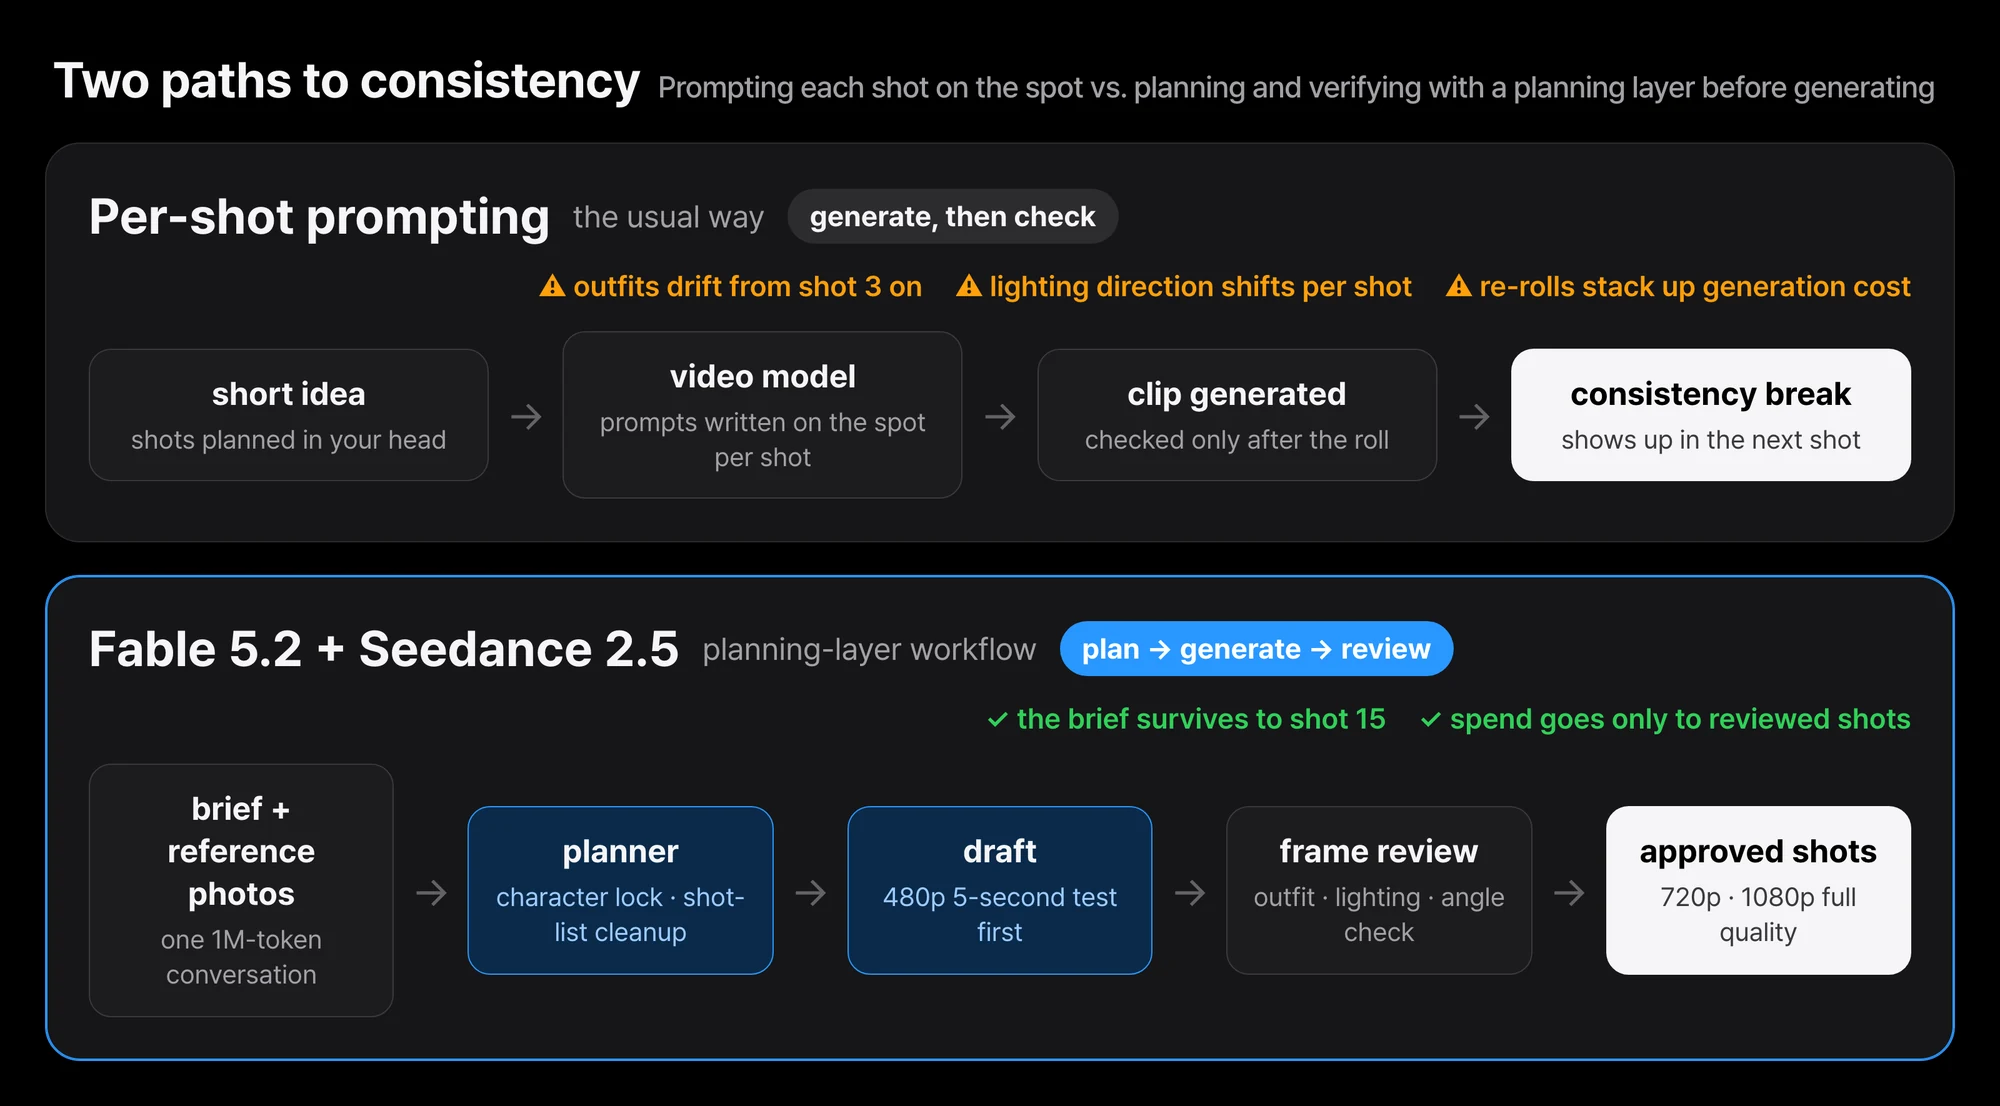 Two paths to consistency Prompting each shot on the spot vs. planning and verifying with a planning layer before generating
Per-shot prompting the usual way generate, then check
⚠ outfits drift from shot 3 on ⚠ lighting direction shifts per shot ⚠ re-rolls stack up generation cost
short idea
shots planned in your head
→
video model
prompts written on the spot
per shot
→
clip generated
checked only after the roll
→
consistency break
shows up in the next shot
Fable 5.2 + Seedance 2.5 planning-layer workflow plan → generate → review
✓ the brief survives to shot 15 ✓ spend goes only to reviewed shots
brief +
reference
photos
one 1M-token
conversation
→
planner
character lock · shot-
list cleanup
→
draft
480p 5-second test
first
→
frame review
outfit · lighting · angle
check
→
approved shots
720p · 1080p full
quality